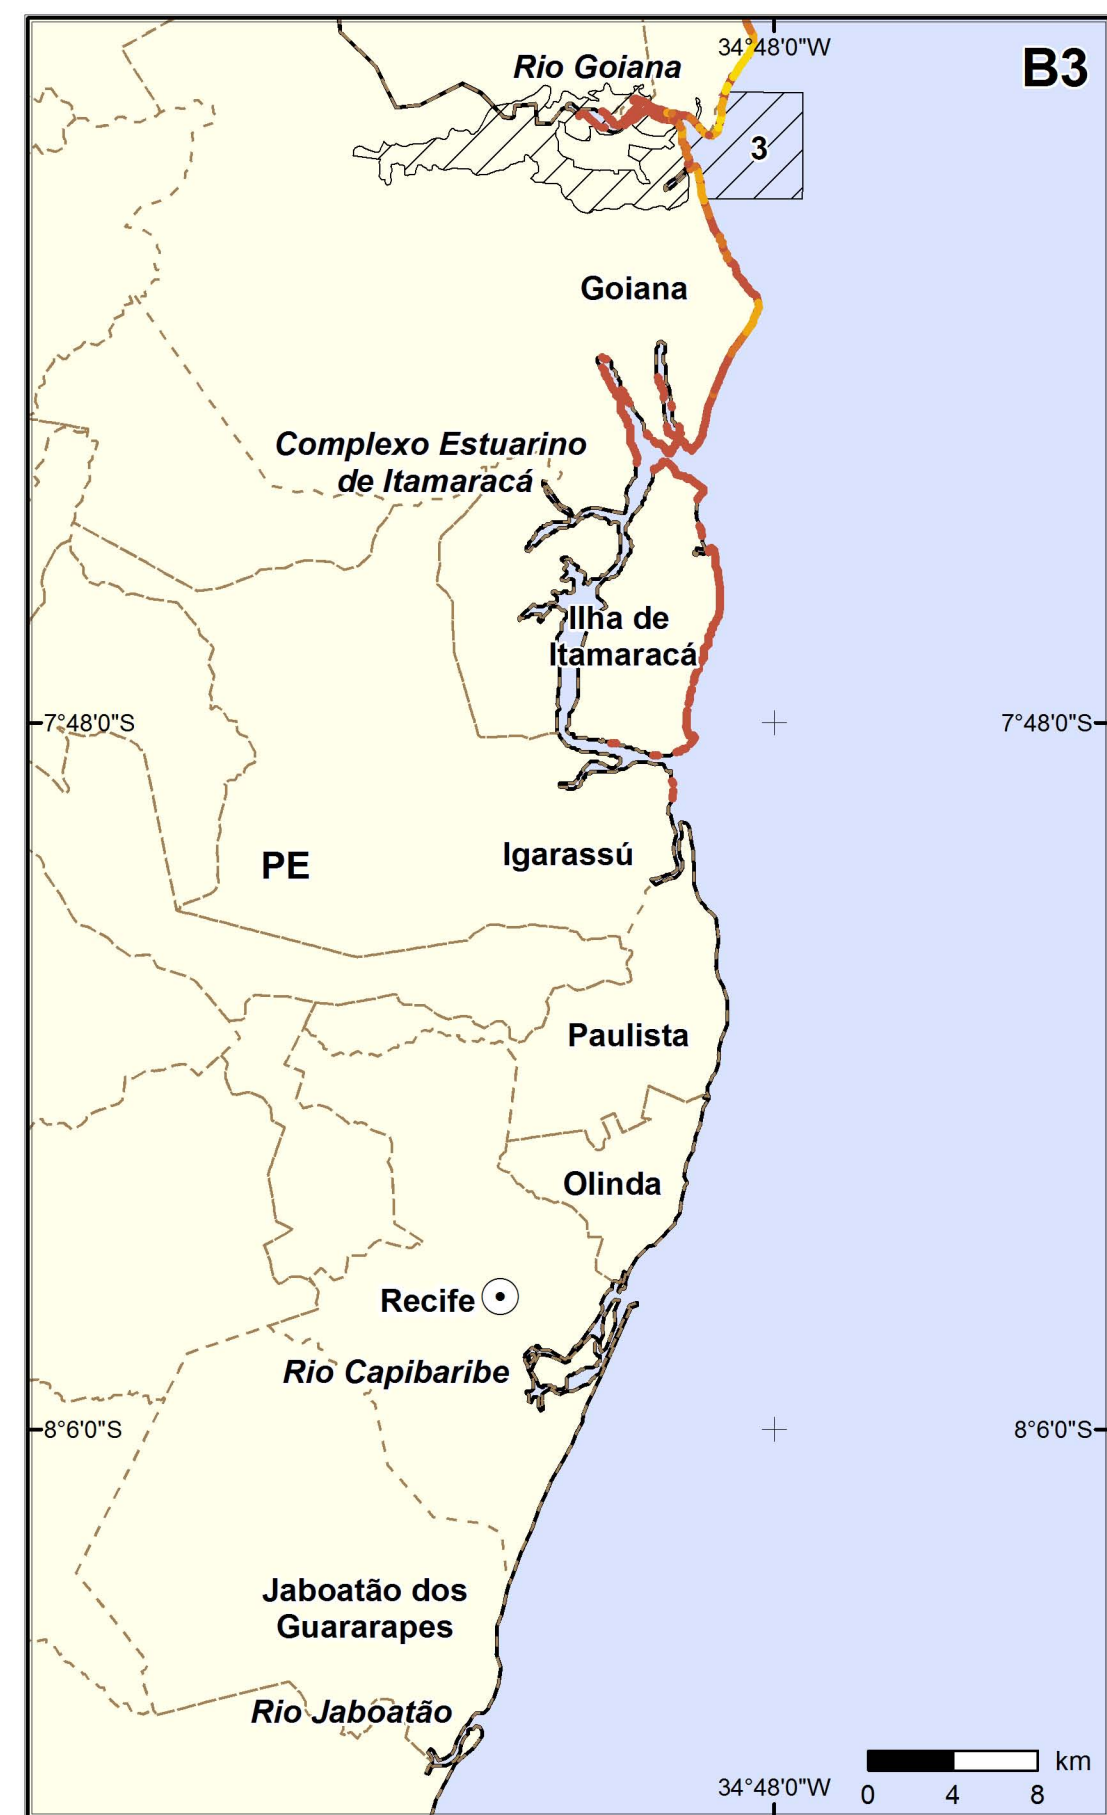 34°48'0"W
B3
Rio Goiana
3
Goiana
Complexo Estuarino
de Itamaracá
Ilha de
Itamaracá
7°48'0"S
7°48'0"S
Igarassú
PE
Paulista
Olinda
Recife
Rio Capibaribe
8°6'0"S
8°6'0"S
Jaboatão dos
Guararapes
Rio Jaboatão
km
34°48'0"W
0 4 8